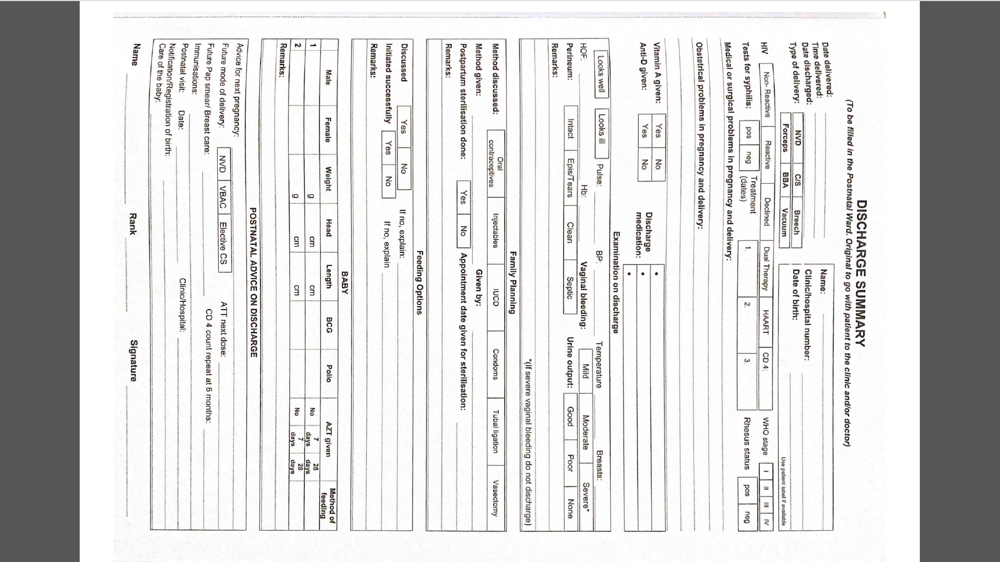 DISCHARGE SUMMARY
(To be filled in the Postnatal Ward. Original to go with patient to the clinic and/or doctor)
Date delivered:
Time delivered:
Date discharged:
Type of delivery: NVD C/S Breech
Forceps BBA Vacuum
Name:
Clinic/hospital number:
Date of birth:
Use patient label if available
HIV Non- Reactive Reactive Declined Dual Therapy HAART CD 4: WHO stage I II III IV
Tests for syphilis: pos neg Treatment (dates) 1. 2. 3. Rhesus status pos neg
Medical or surgical problems in pregnancy and delivery:
Obstetrical problems in pregnancy and delivery:
Vitamin A given: Yes No
Anti-D given: Yes No
Discharge
medication:
•
•
•
Examination on discharge
Looks well Looks ill Pulse: BP: Temperature Breasts:
HOF: Hb: Vaginal bleeding: Mild Moderate Severe*
Perineum: Intact Epis/Tears Clean Septic Urine output: Good Poor None
Remarks:
*(If severe vaginal bleeding do not discharge)
Family Planning
Method discussed: Oral contraceptives Injectables IUCD Condoms Tubal ligation Vasectomy
Method given: Given by:
Postpartum sterilisation done: Yes No Appointment date given for sterilisation:
Remarks:
Feeding Options
Discussed Yes No If no, explain:
Initiated successfully Yes No If no, explain
Remarks:
BABY
Male Female Weight Head Length BCG Polio AZT given Method of feeding
1 g cm cm No 7 days 28 days
2 g cm cm No 7 days 28 days
Remarks:
POSTNATAL ADVICE ON DISCHARGE
Advice for next pregnancy:
Future mode of delivery: NVD VBAC Elective CS ATT next dose:
Future Pap smear/ Breast care: CD 4 count repeat at 6 months:
Immunisations:
Postnatal visit: Date: Clinic/Hospital:
Notification/Registration of birth:
Care of the baby:
Name Rank Signature